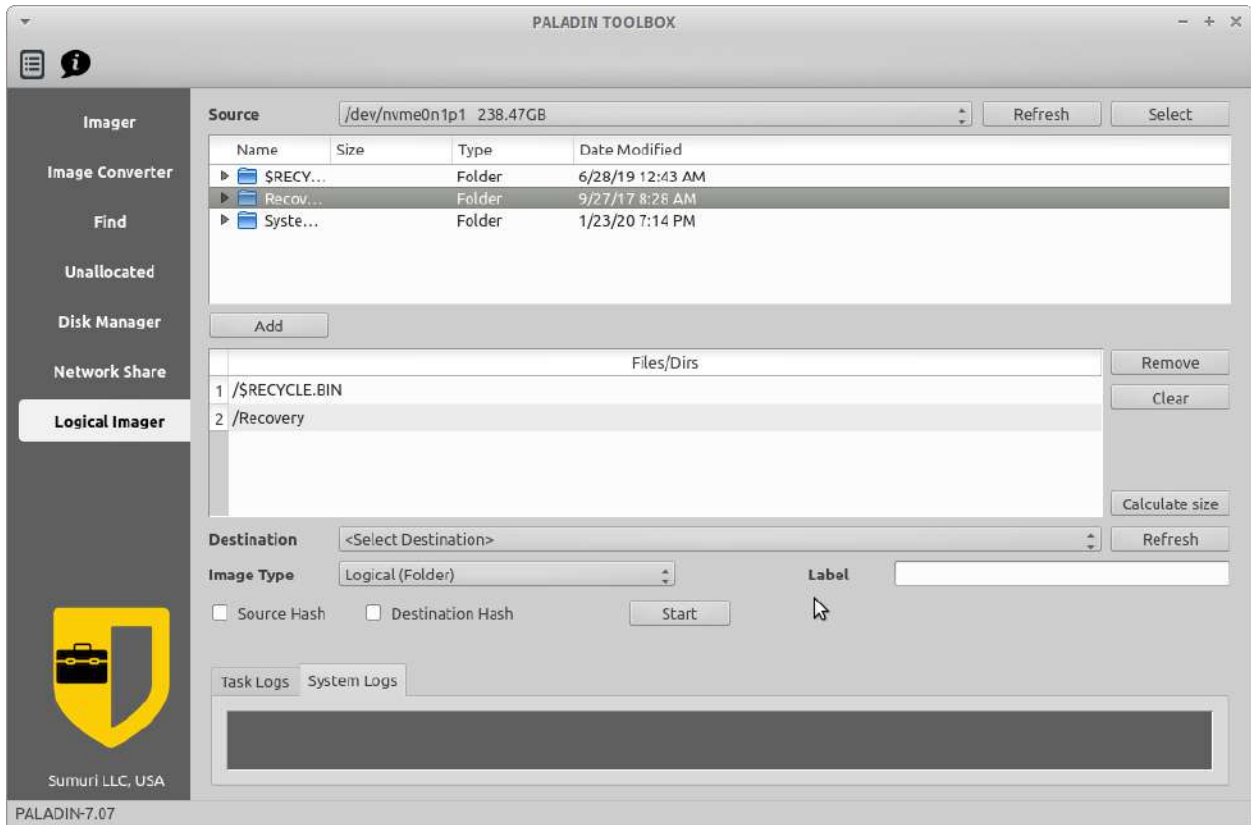 PALADIN TOOLBOX
Imager
Image Converter
Find
Unallocated
Disk Manager
Network Share
Logical Imager
Sumuri LLC, USA
Source /dev/nvme0n1p1 238.47GB Refresh Select
Name Size Type Date Modified
$RECY... Folder 6/28/19 12:43 AM
Recov... Folder 9/27/17 8:28 AM
Syste... Folder 1/23/20 7:14 PM
Add
Files/Dirs Remove
1 /$RECYCLE.BIN Clear
2 /Recovery
Calculate size
Destination <Select Destination> Refresh
Image Type Logical (Folder) Label
Source Hash Destination Hash Start
Task Logs System Logs
PALADIN-7.07